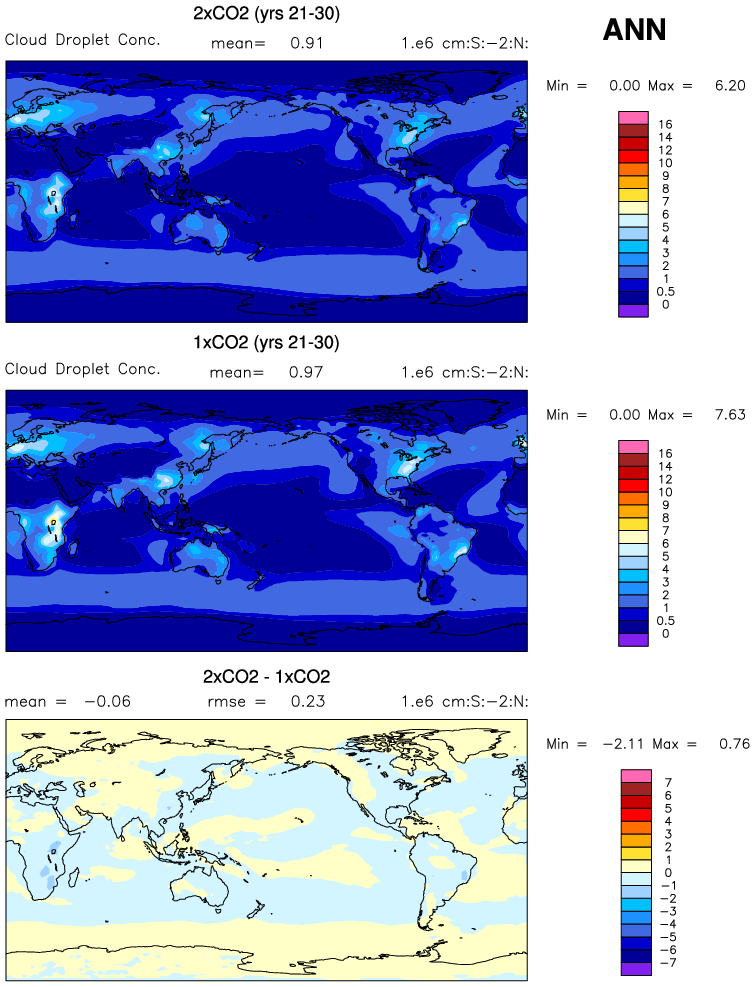 2xCO2 (yrs 21-30)
ANN
Cloud Droplet Conc.
mean= 0.91
1.e6 cm:S:-2:N:
Min = 0.00 Max = 6.20
16
14
12
10
9
8
7
6
5
4
3
2
1
0.5
0
1xCO2 (yrs 21-30)
Cloud Droplet Conc.
mean= 0.97
1.e6 cm:S:-2:N:
Min = 0.00 Max = 7.63
16
14
12
10
9
8
7
6
5
4
3
2
1
0.5
0
2xCO2 - 1xCO2
mean = -0.06
rmse = 0.23
1.e6 cm:S:-2:N:
Min = -2.11 Max = 0.76
7
6
5
4
3
2
1
0
-1
-2
-3
-4
-5
-6
-7